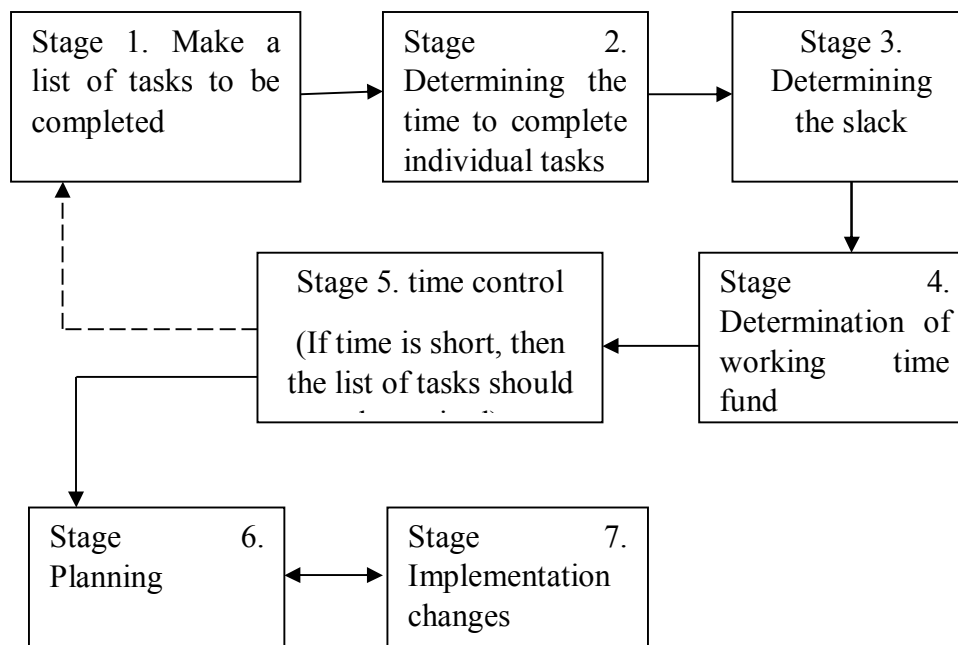 Stage 1. Make a
list of tasks to be
completed
Stage 2.
Determining the
time to complete
individual tasks
Stage 3.
Determining
the slack
Stage 4.
Determination of
working time
fund
Stage 5. time control
(If time is short, then
the list of tasks should
Stage 6.
Planning
Stage 7.
Implementation
changes